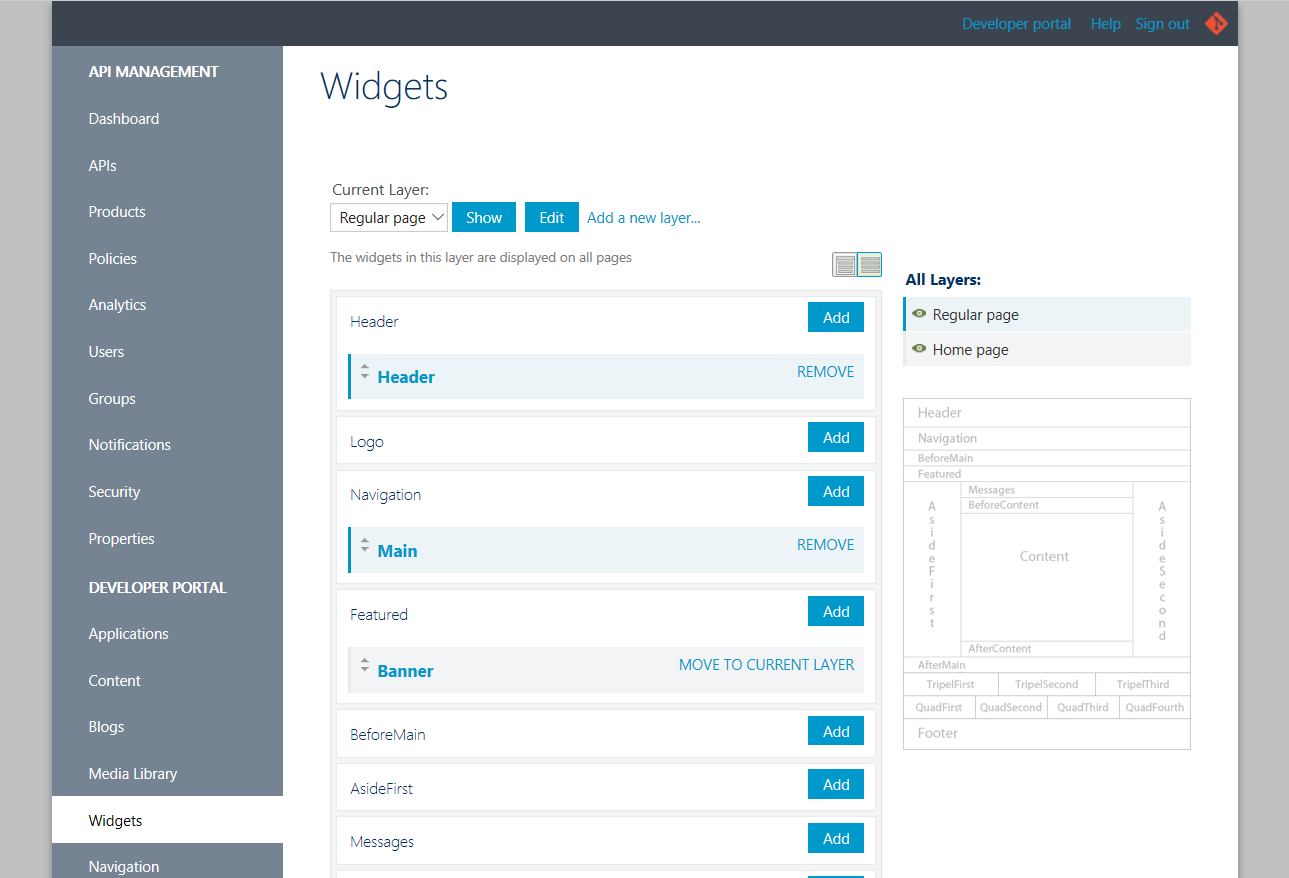 Developer portal Help Sign out
API MANAGEMENT
Dashboard
APIs
Products
Policies
Analytics
Users
Groups
Notifications
Security
Properties
DEVELOPER PORTAL
Applications
Content
Blogs
Media Library
Widgets
Navigation
Widgets
Current Layer:
Regular page Show Edit Add a new layer...
The widgets in this layer are displayed on all pages
Header Add
Header REMOVE
Logo Add
Navigation Add
Main REMOVE
Featured Add
Banner MOVE TO CURRENT LAYER
BeforeMain Add
AsideFirst Add
Messages Add
All Layers:
Regular page
Home page
Header
Navigation
BeforeMain
Featured
AsideFirst
Messages
BeforeContent
Content
AfterContent
AsideSecond
AfterMain
TripelFirst TripelSecond TripelThird
QuadFirst QuadSecond QuadThird QuadFourth
Footer